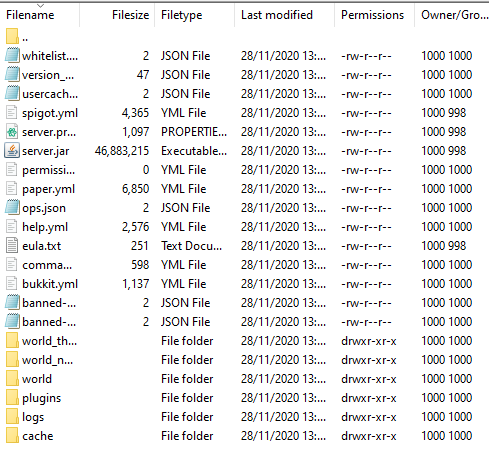 Filename Filesize Filetype Last modified Permissions Owner/Gro...
..
whitelist.... 2 JSON File 28/11/2020 13:... -rw-r--r-- 1000 1000
version_... 47 JSON File 28/11/2020 13:... -rw-r--r-- 1000 1000
usercach... 2 JSON File 28/11/2020 13:... -rw-r--r-- 1000 1000
spigot.yml 4,365 YML File 28/11/2020 13:... -rw-r--r-- 1000 998
server.pr... 1,097 PROPERTIE... 28/11/2020 13:... -rw-r--r-- 1000 998
server.jar 46,883,215 Executable... 28/11/2020 13:... -rw-r--r-- 1000 998
permissi... 0 YML File 28/11/2020 13:... -rw-r--r-- 1000 1000
paper.yml 6,850 YML File 28/11/2020 13:... -rw-r--r-- 1000 1000
ops.json 2 JSON File 28/11/2020 13:... -rw-r--r-- 1000 1000
help.yml 2,576 YML File 28/11/2020 13:... -rw-r--r-- 1000 1000
eula.txt 251 Text Docu... 28/11/2020 13:... -rw-r--r-- 1000 998
comma... 598 YML File 28/11/2020 13:... -rw-r--r-- 1000 1000
bukkit.yml 1,137 YML File 28/11/2020 13:... -rw-r--r-- 1000 1000
banned-... 2 JSON File 28/11/2020 13:... -rw-r--r-- 1000 1000
banned-... 2 JSON File 28/11/2020 13:... -rw-r--r-- 1000 1000
world_th... File folder 28/11/2020 13:... drwxr-xr-x 1000 1000
world_n... File folder 28/11/2020 13:... drwxr-xr-x 1000 1000
world File folder 28/11/2020 13:... drwxr-xr-x 1000 1000
plugins File folder 28/11/2020 13:... drwxr-xr-x 1000 1000
logs File folder 28/11/2020 13:... drwxr-xr-x 1000 1000
cache File folder 28/11/2020 13:... drwxr-xr-x 1000 1000